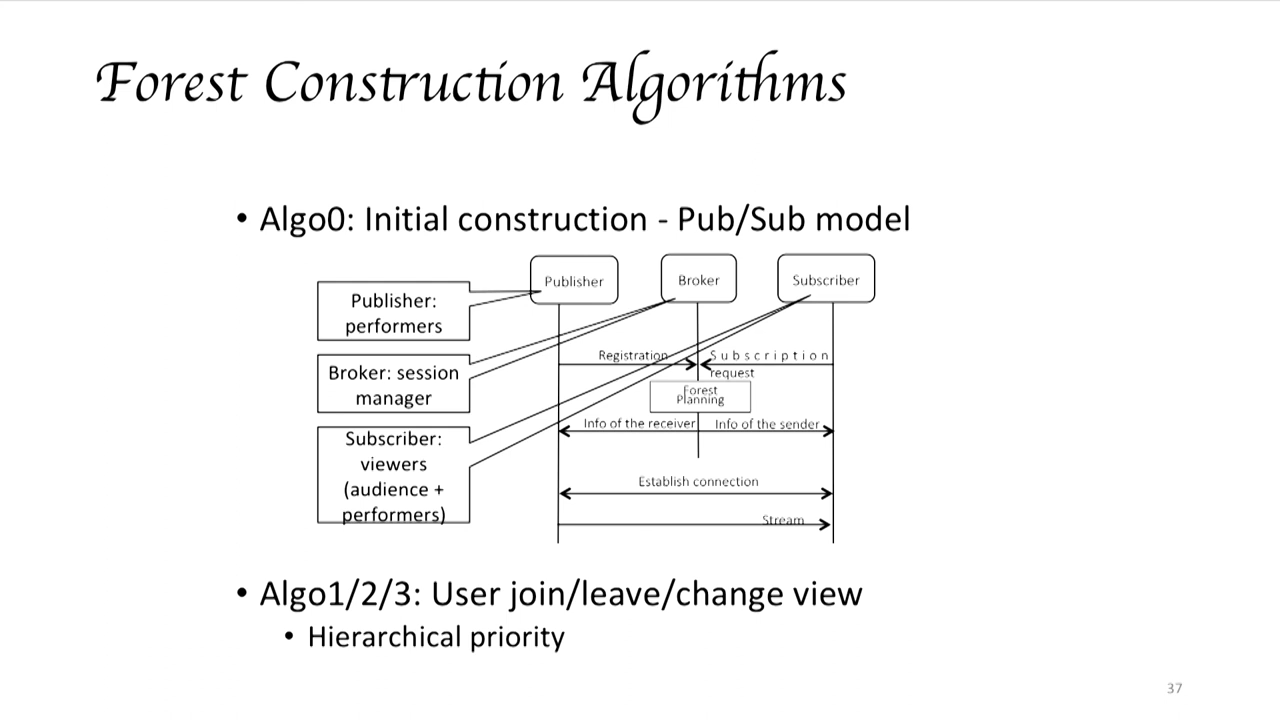 Forest Construction Algorithms
• Algo0: Initial construction - Pub/Sub model
Publisher
Broker
Subscriber
Publisher:
performers
Broker: session
manager
Subscriber:
viewers
(audience +
performers)
Registration
Subscription
request
Forest
Planning
Info of the receiver
Info of the sender
Establish connection
Stream
• Algo1/2/3: User join/leave/change view
• Hierarchical priority
37